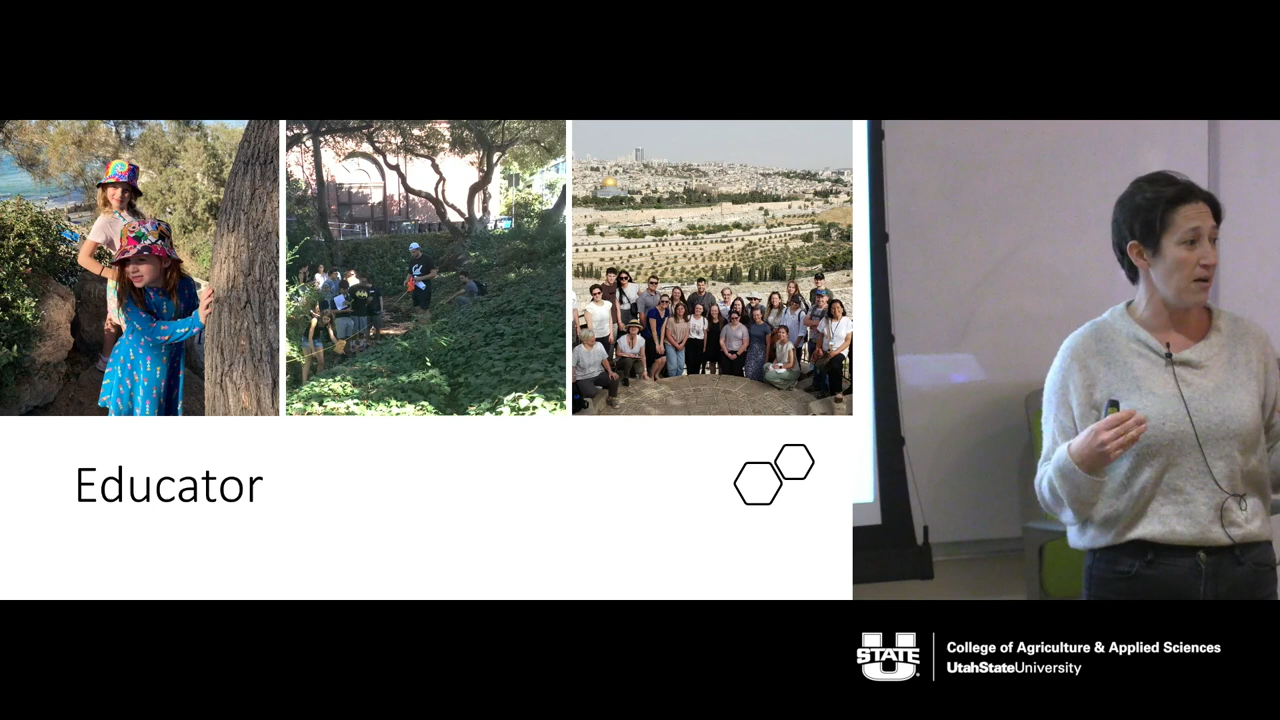 Educator
STATE
College of Agriculture & Applied Sciences
UtahStateUniversity